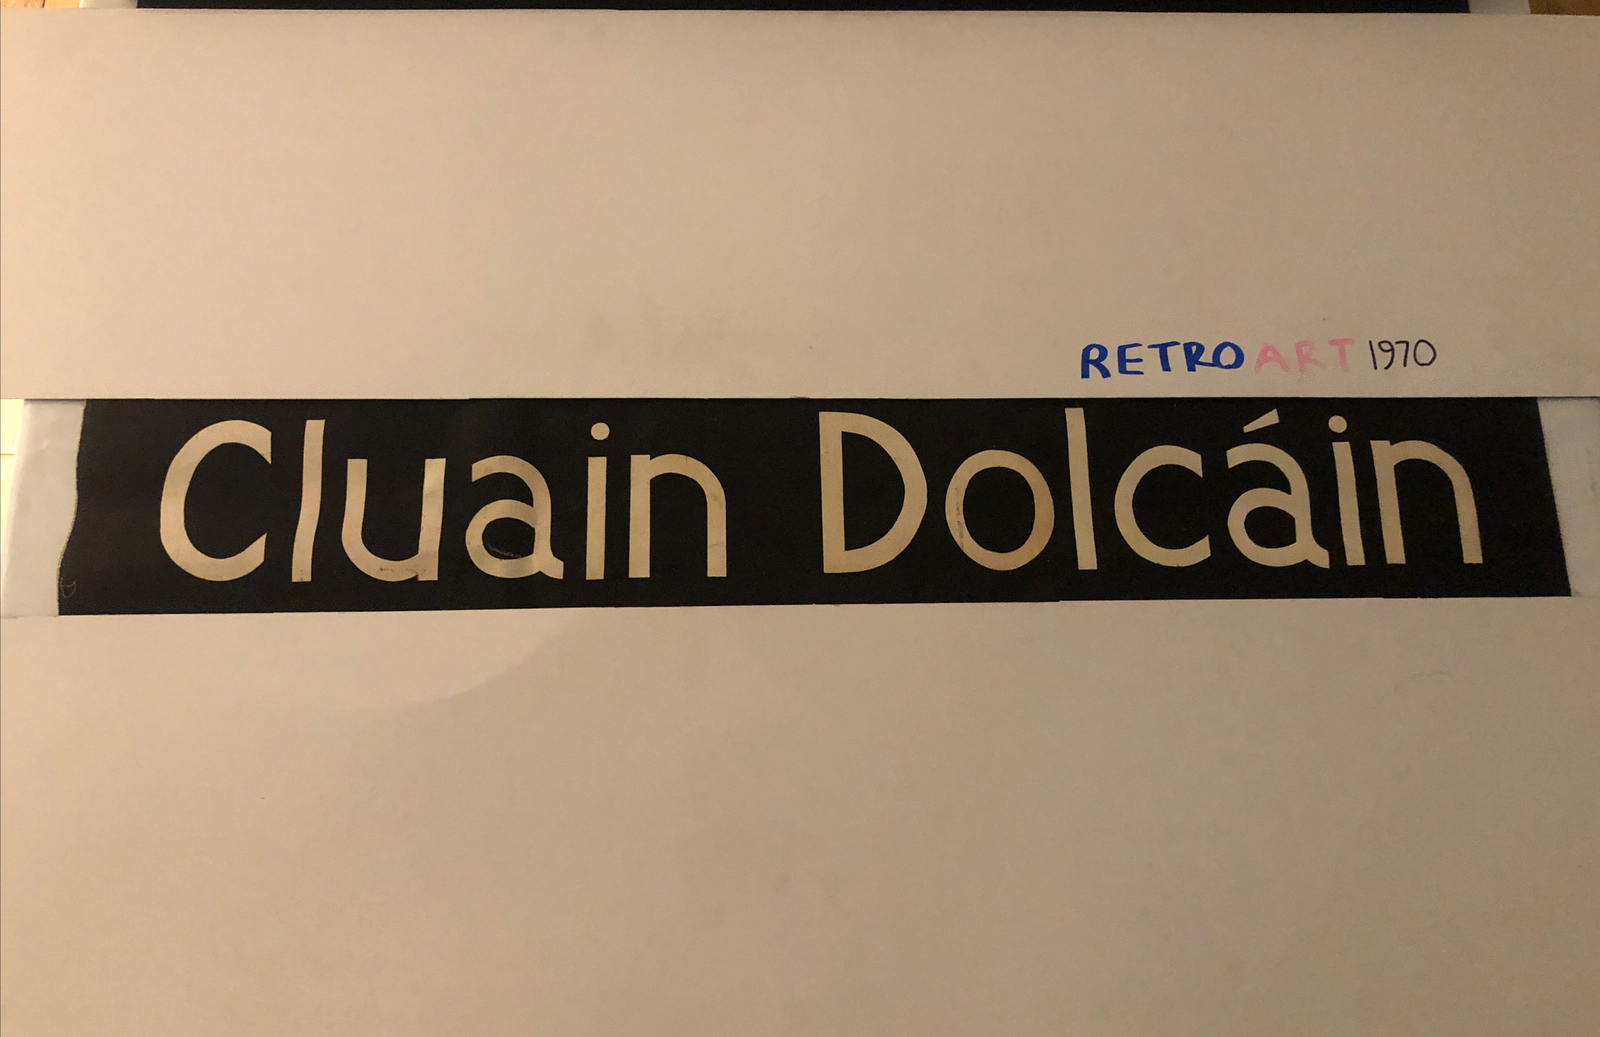 RETRO ART 1970
Cluain Dolcáin